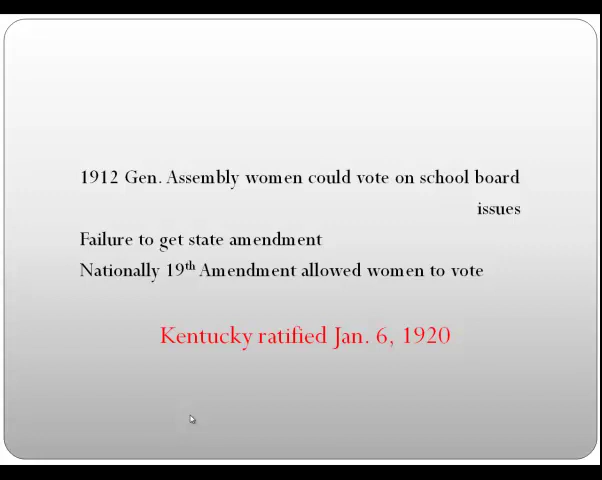 1912 Gen. Assembly women could vote on school board
issues
Failure to get state amendment
Nationally 19th Amendment allowed women to vote
Kentucky ratified Jan. 6, 1920